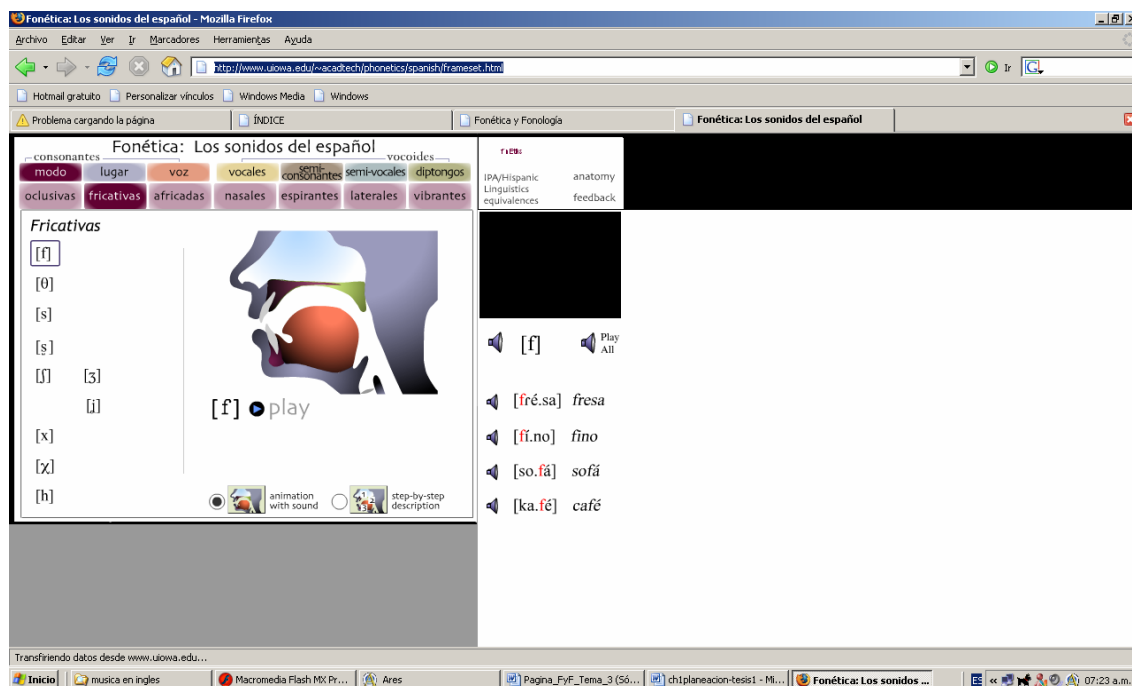 Fonética: Los sonidos del español - Mozilla Firefox
Archivo Editar Ver Ir Marcadores Herramientas Ayuda
http://www.uiowa.edu/~acadtech/phonetics/spanish/frameset.html
Ir
G
Hotmail gratuito Personalizar vínculos Windows Media Windows
Problema cargando la página
ÍNDICE
Fonética y Fonología
Fonética: Los sonidos del español
Fonética: Los sonidos del español
consonantes vocoides
modo lugar voz vocales semi-consonantes semi-vocales diptongos
oclusivas fricativas africadas nasales espirantes laterales vibrantes
IPA/Hispanic
Linguistics
equivalences
anatomy
feedback
Fricativas
[f]
[θ]
[s]
[s̺]
[ʃ] [ʒ]
[x]
[χ]
[h]
[f] play
animation
with sound
step-by-step
description
[f]
Play
All
[fré.sa] fresa
[fí.no] fino
[so.fá] sofá
[ka.fé] café
Transfiriendo datos desde www.uiowa.edu...
Inicio
musica en ingles
Macromedia Flash MX Pr...
Ares
Pagina_FyF_Tema_3 (Só...
ch1planeacion-tesis1 - Mi...
Fonética: Los sonidos ...
ES
07:23 a.m.